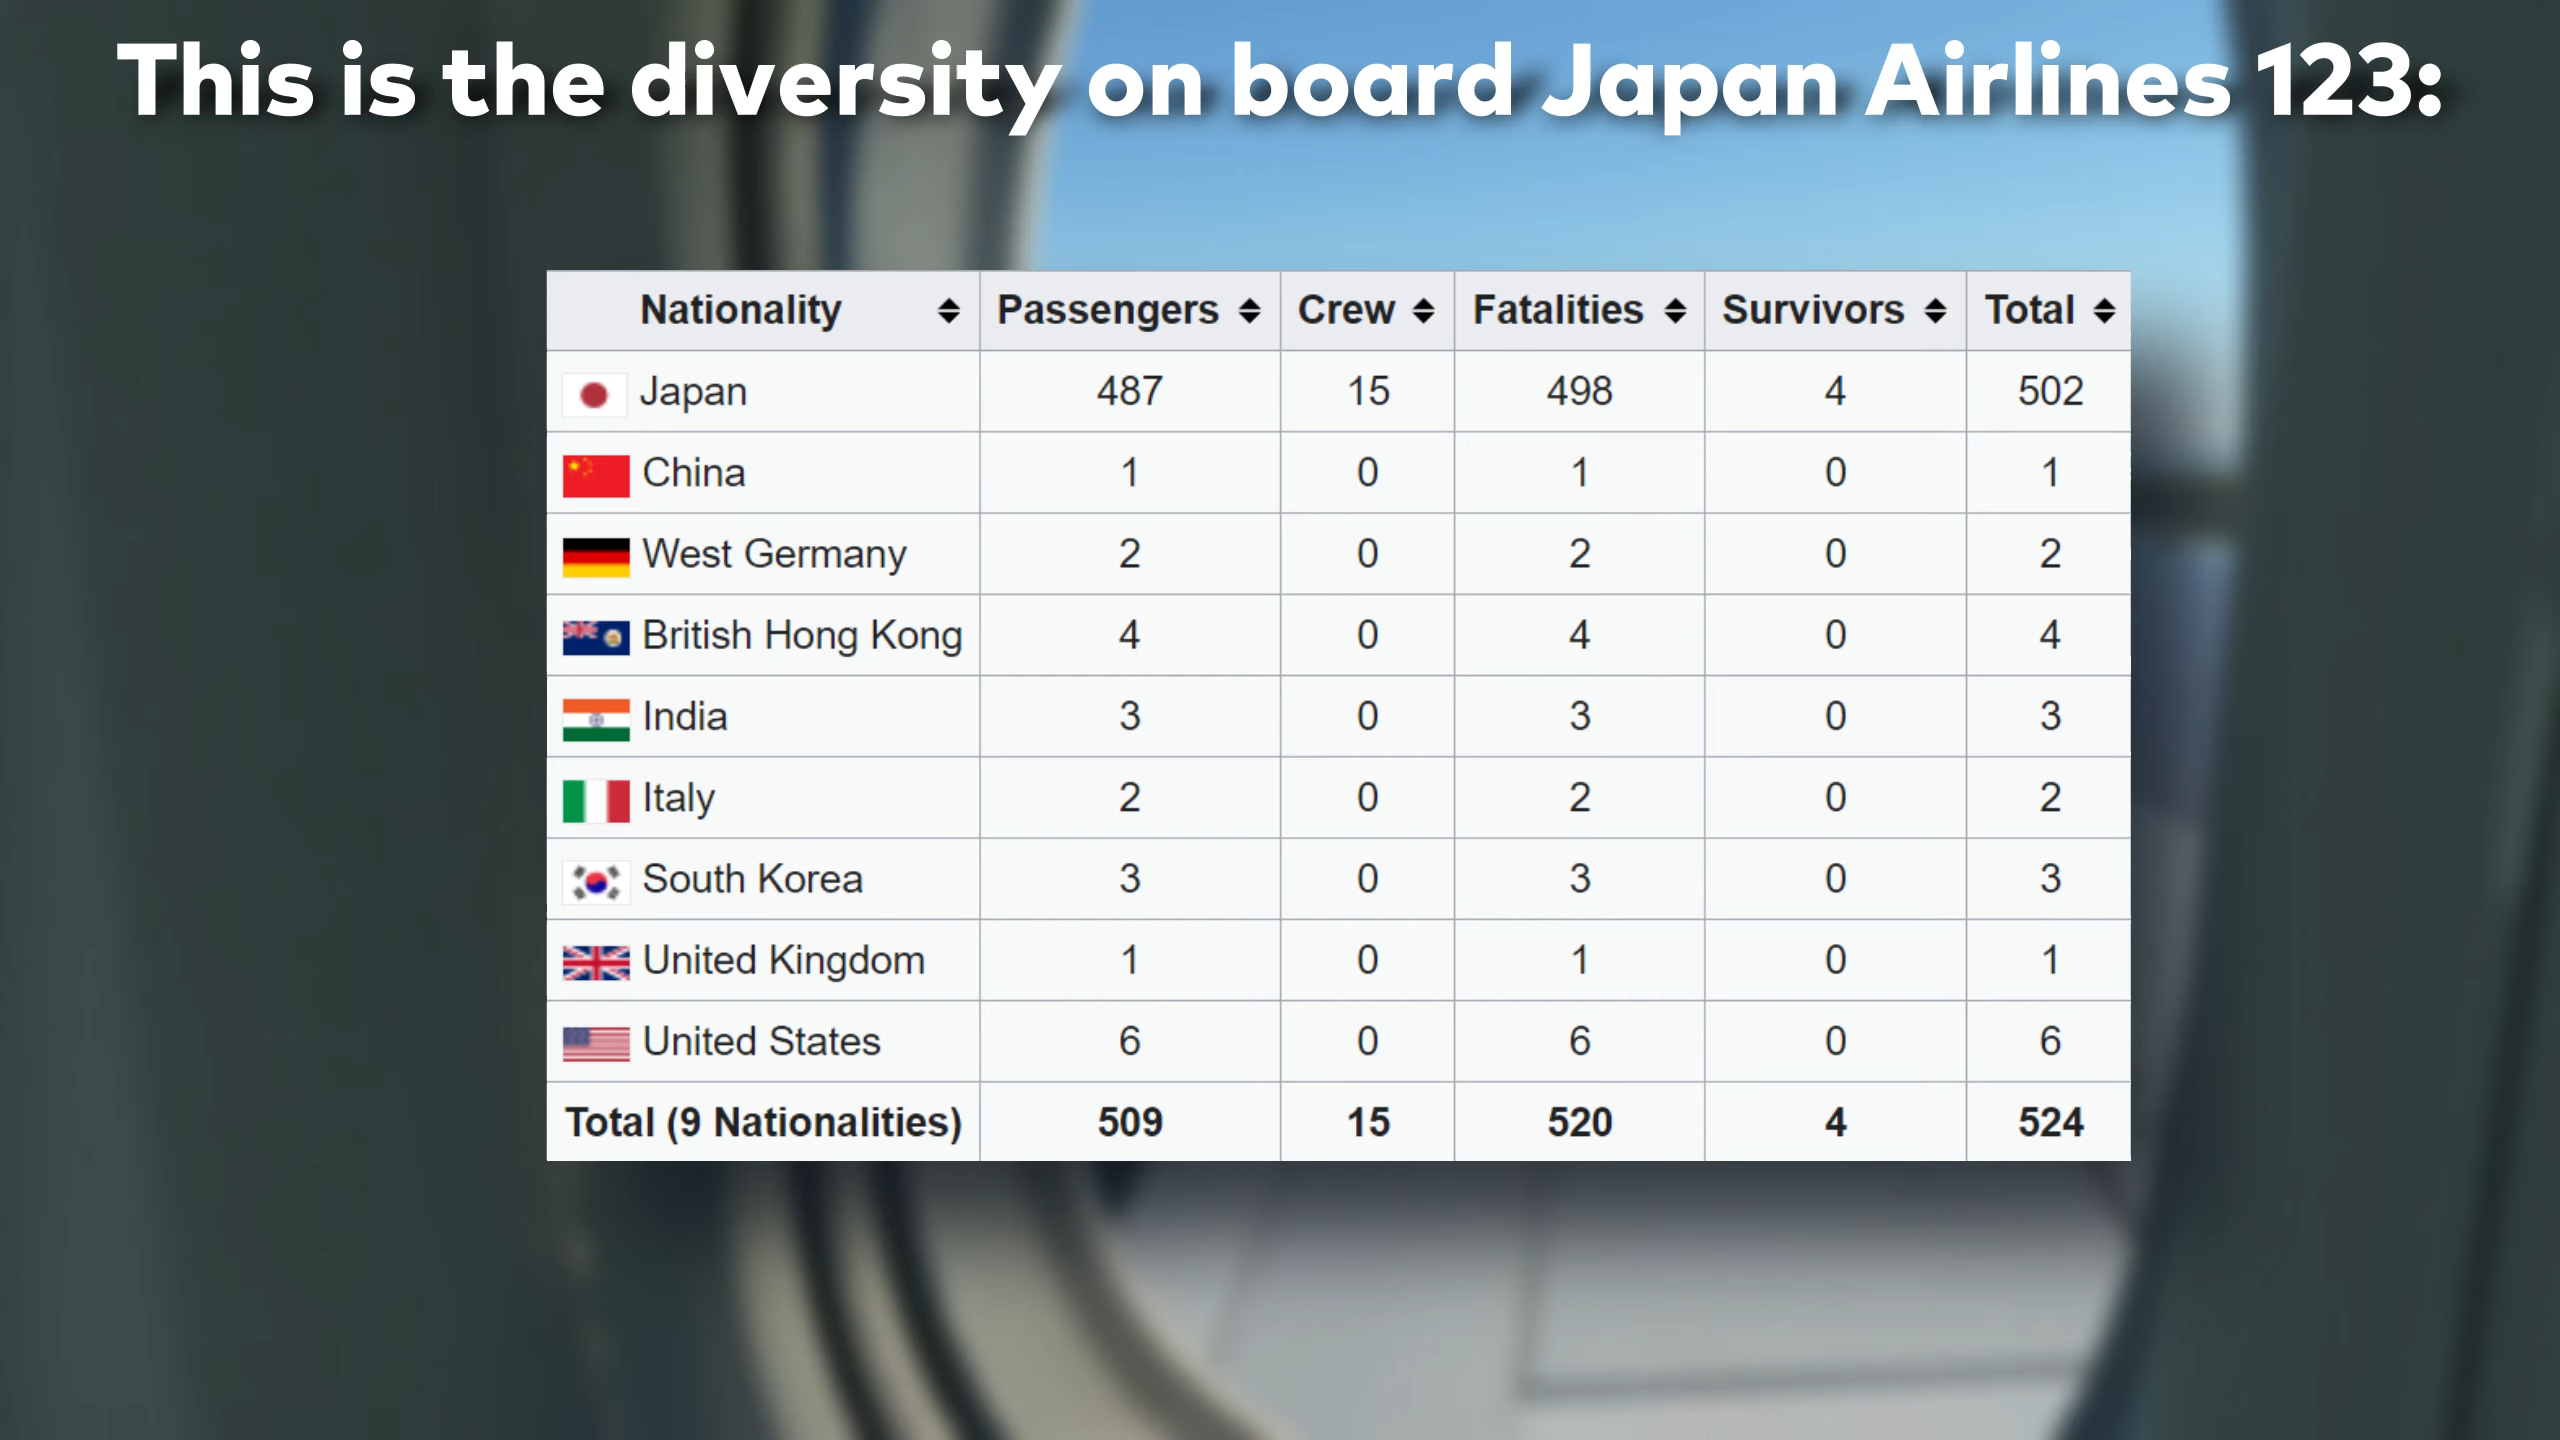 This is the diversity on board Japan Airlines 123:
Nationality Passengers Crew Fatalities Survivors Total
Japan 487 15 498 4 502
China 1 0 1 0 1
West Germany 2 0 2 0 2
British Hong Kong 4 0 4 0 4
India 3 0 3 0 3
Italy 2 0 2 0 2
South Korea 3 0 3 0 3
United Kingdom 1 0 1 0 1
United States 6 0 6 0 6
Total (9 Nationalities) 509 15 520 4 524